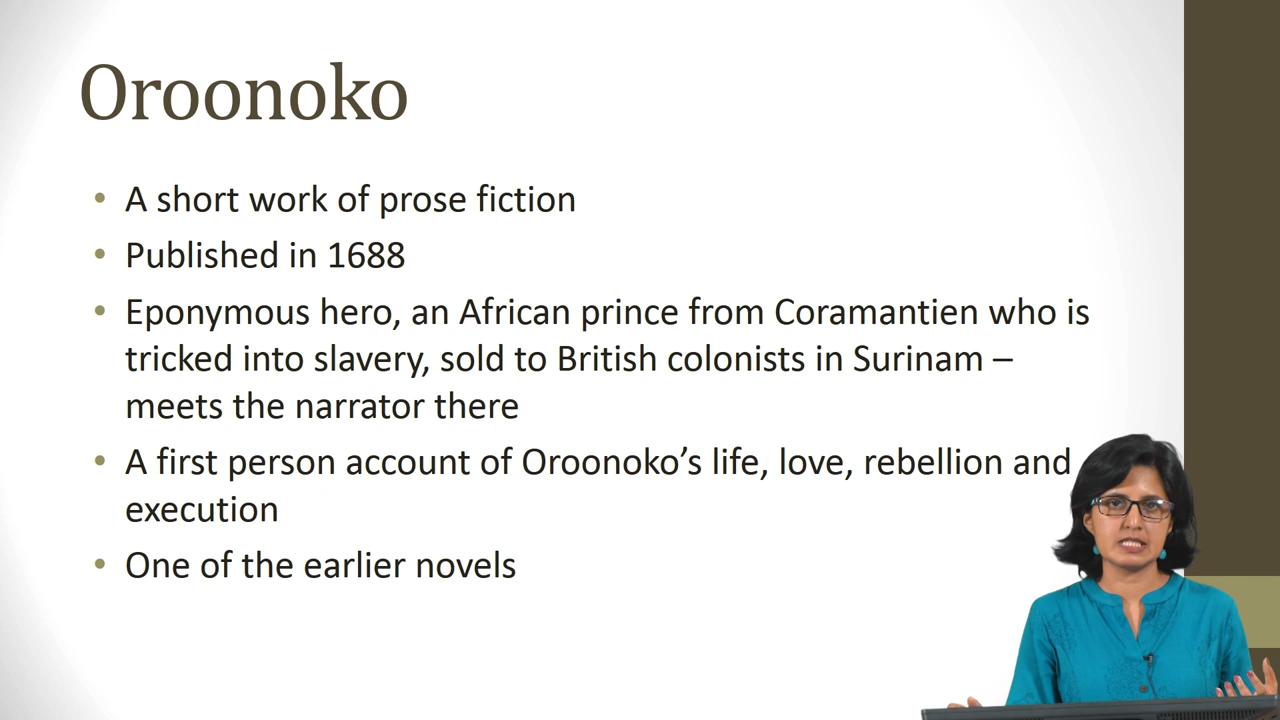 Oroonoko
• A short work of prose fiction
• Published in 1688
• Eponymous hero, an African prince from Coramantien who is
tricked into slavery, sold to British colonists in Surinam –
meets the narrator there
• A first person account of Oroonoko’s life, love, rebellion and
execution
• One of the earlier novels